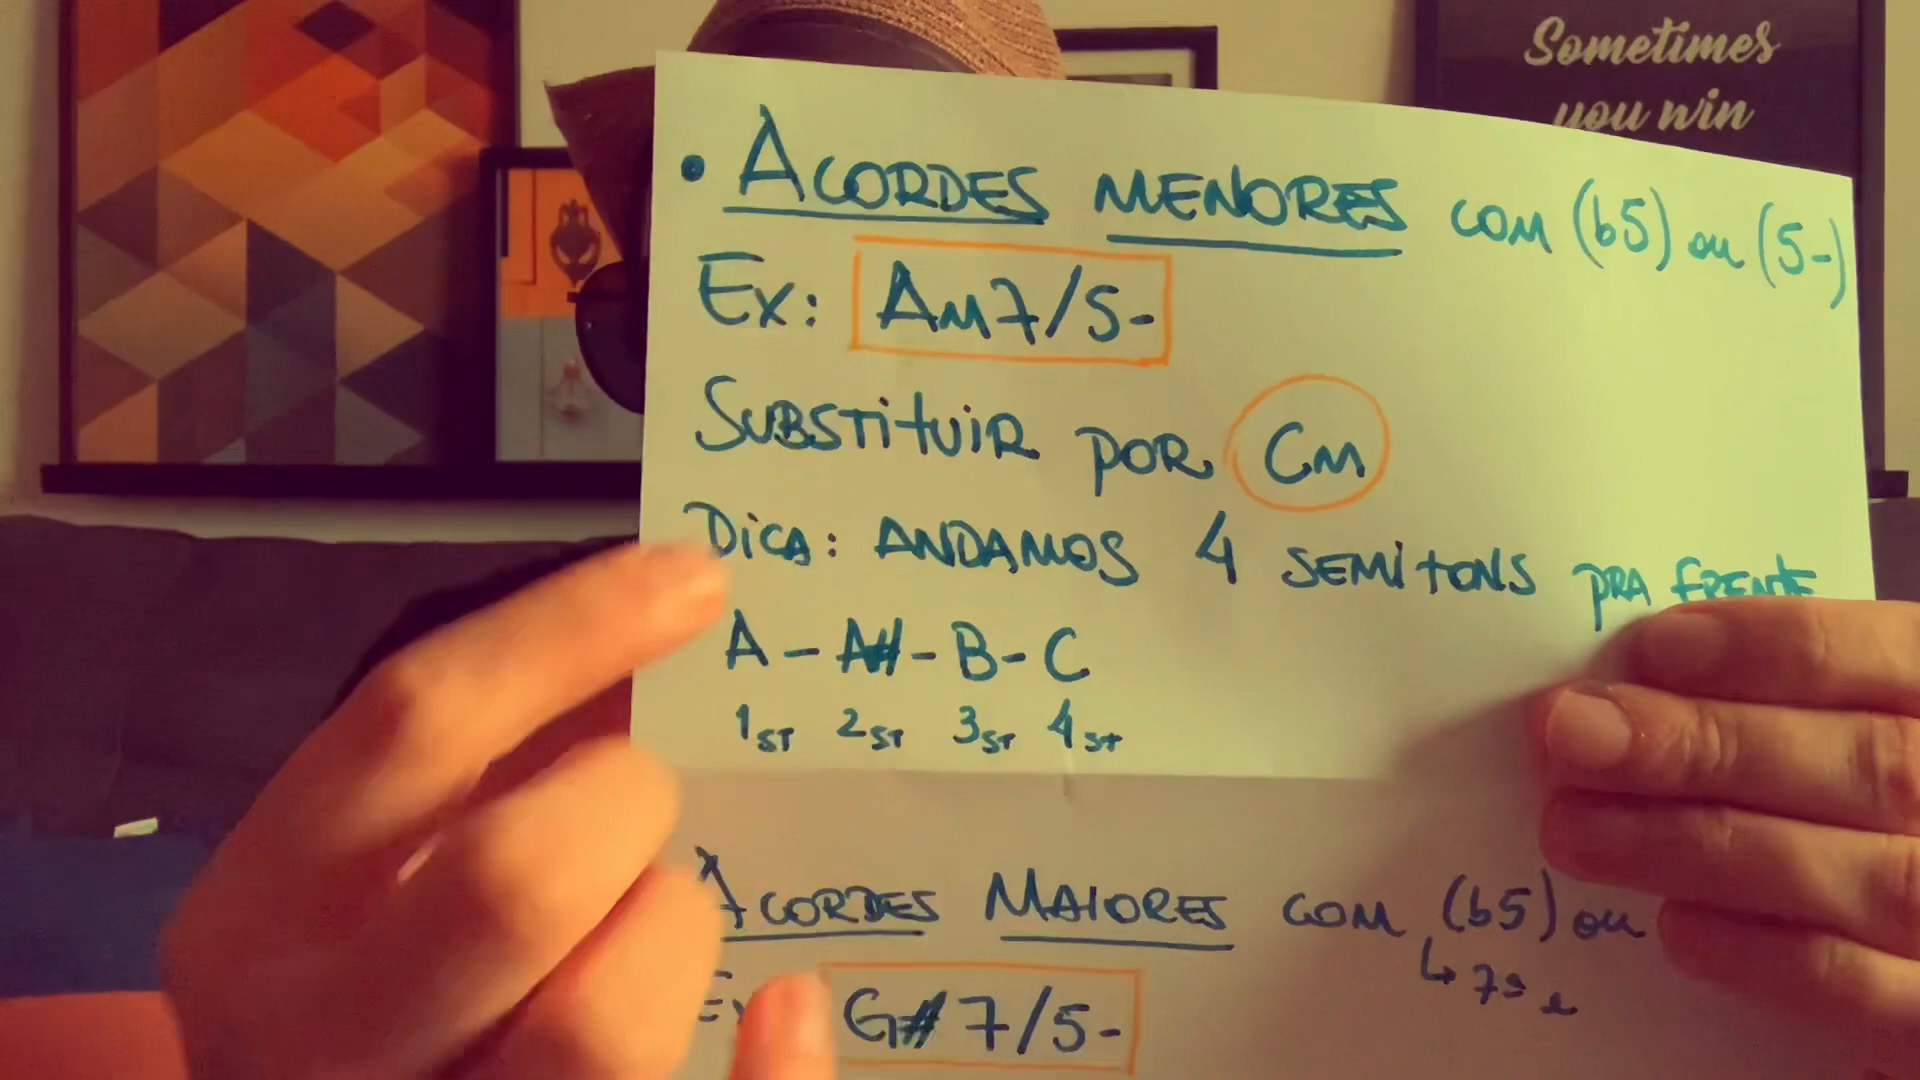 Sometimes
you win
• ACORDES MENORES COM (b5) ou (5-)
Ex: Am7/5-
SUBSTITUIR POR Cm
DICA: ANDAMOS 4 SEMITONS PRA FRENTE
A - A# - B - C
1ST 2ST 3ST 4ST
ACORDES MAIORES COM (b5) ou
G#7/5-